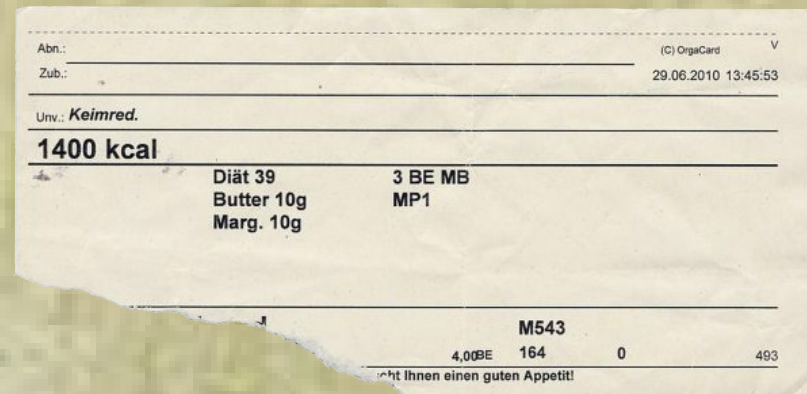 Abn.: (C) OrgaCard V
Zub.: 29.06.2010 13:45:53
Unv.: Keimred.
1400 kcal
Diät 39 3 BE MB
Butter 10g MP1
Marg. 10g
M543
4,00BE 164 0 493
Ihnen einen guten Appetit!